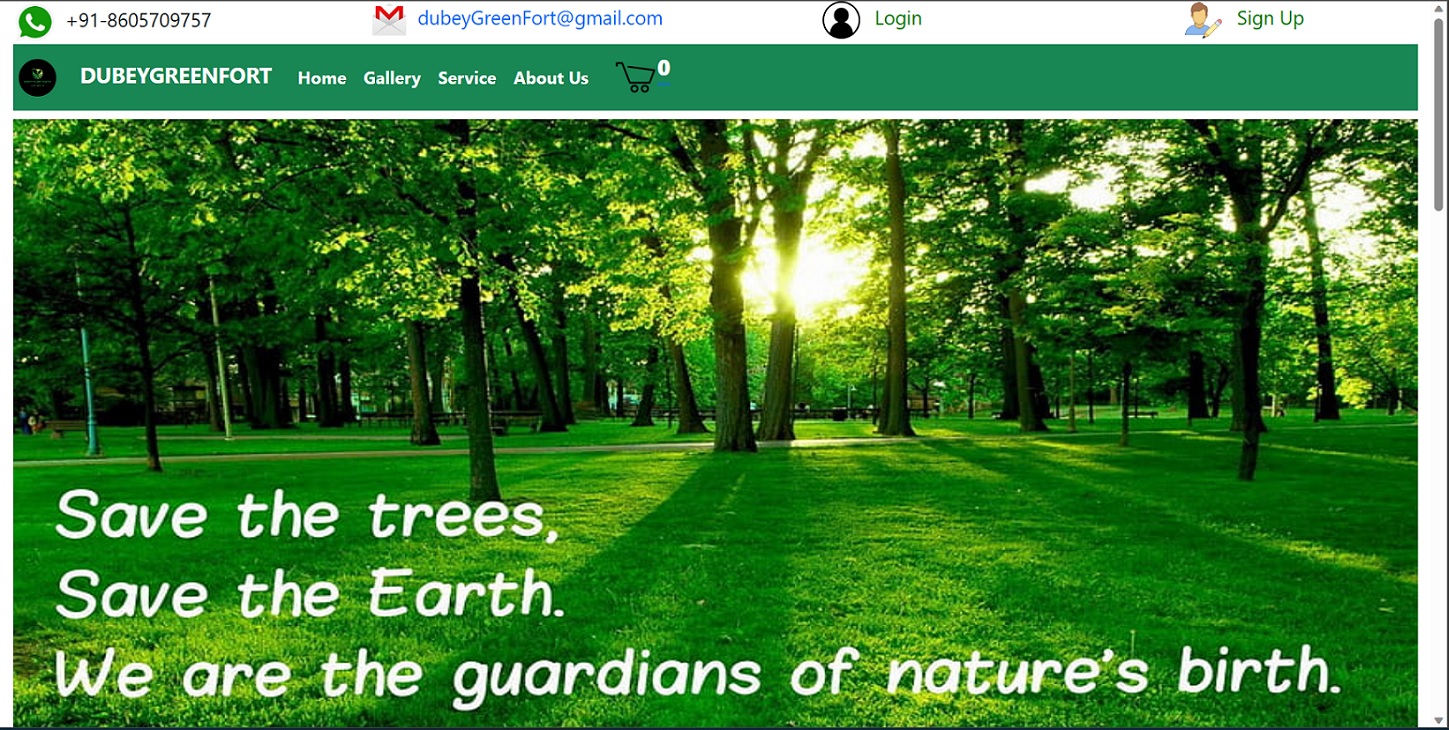 +91-8605709757 dubeyGreenFort@gmail.com Login Sign Up
DUBEYGREENFORT Home Gallery Service About Us 0
Save the trees,
Save the Earth.
We are the guardians of nature's birth.